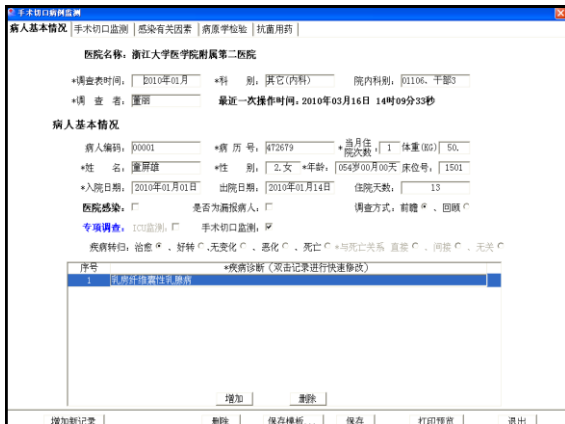 手术切口病例监测
病人基本情况 手术切口监测 感染有关因素 病原学检验 抗菌用药
医院名称: 浙江大学医学院附属第二医院
*调查表时间: 2010年01月 *科 别: 其它(内科) 院内科别: 01106、干部3
*调 查 者: 董丽 最近一次操作时间: 2010年03月16日 14时09分33秒
病人基本情况
病人编码: 00001 *病 历 号: 472679 *当月住院次数: 1 体重(KG) 50.
*姓 名: 童屏雄 *性 别: 2.女 *年龄: 054岁00月00天 床位号: 1501
*入院日期: 2010年01月01日 出院日期: 2010年01月14日 住院天数: 13
医院感染: 是否为漏报病人: 调查方式: 前瞻 、回顾
专项调查: ICU监测: 手术切口监测:
疾病转归: 治愈 、好转 、无变化 、恶化 、死亡 *与死亡关系 直接 、间接 、无关
序号 *疾病诊断(双击记录进行快速修改)
1 乳房纤维囊性乳腺病
增加 删除
增加新记录 删除 保存模板... 保存 打印预览 退出